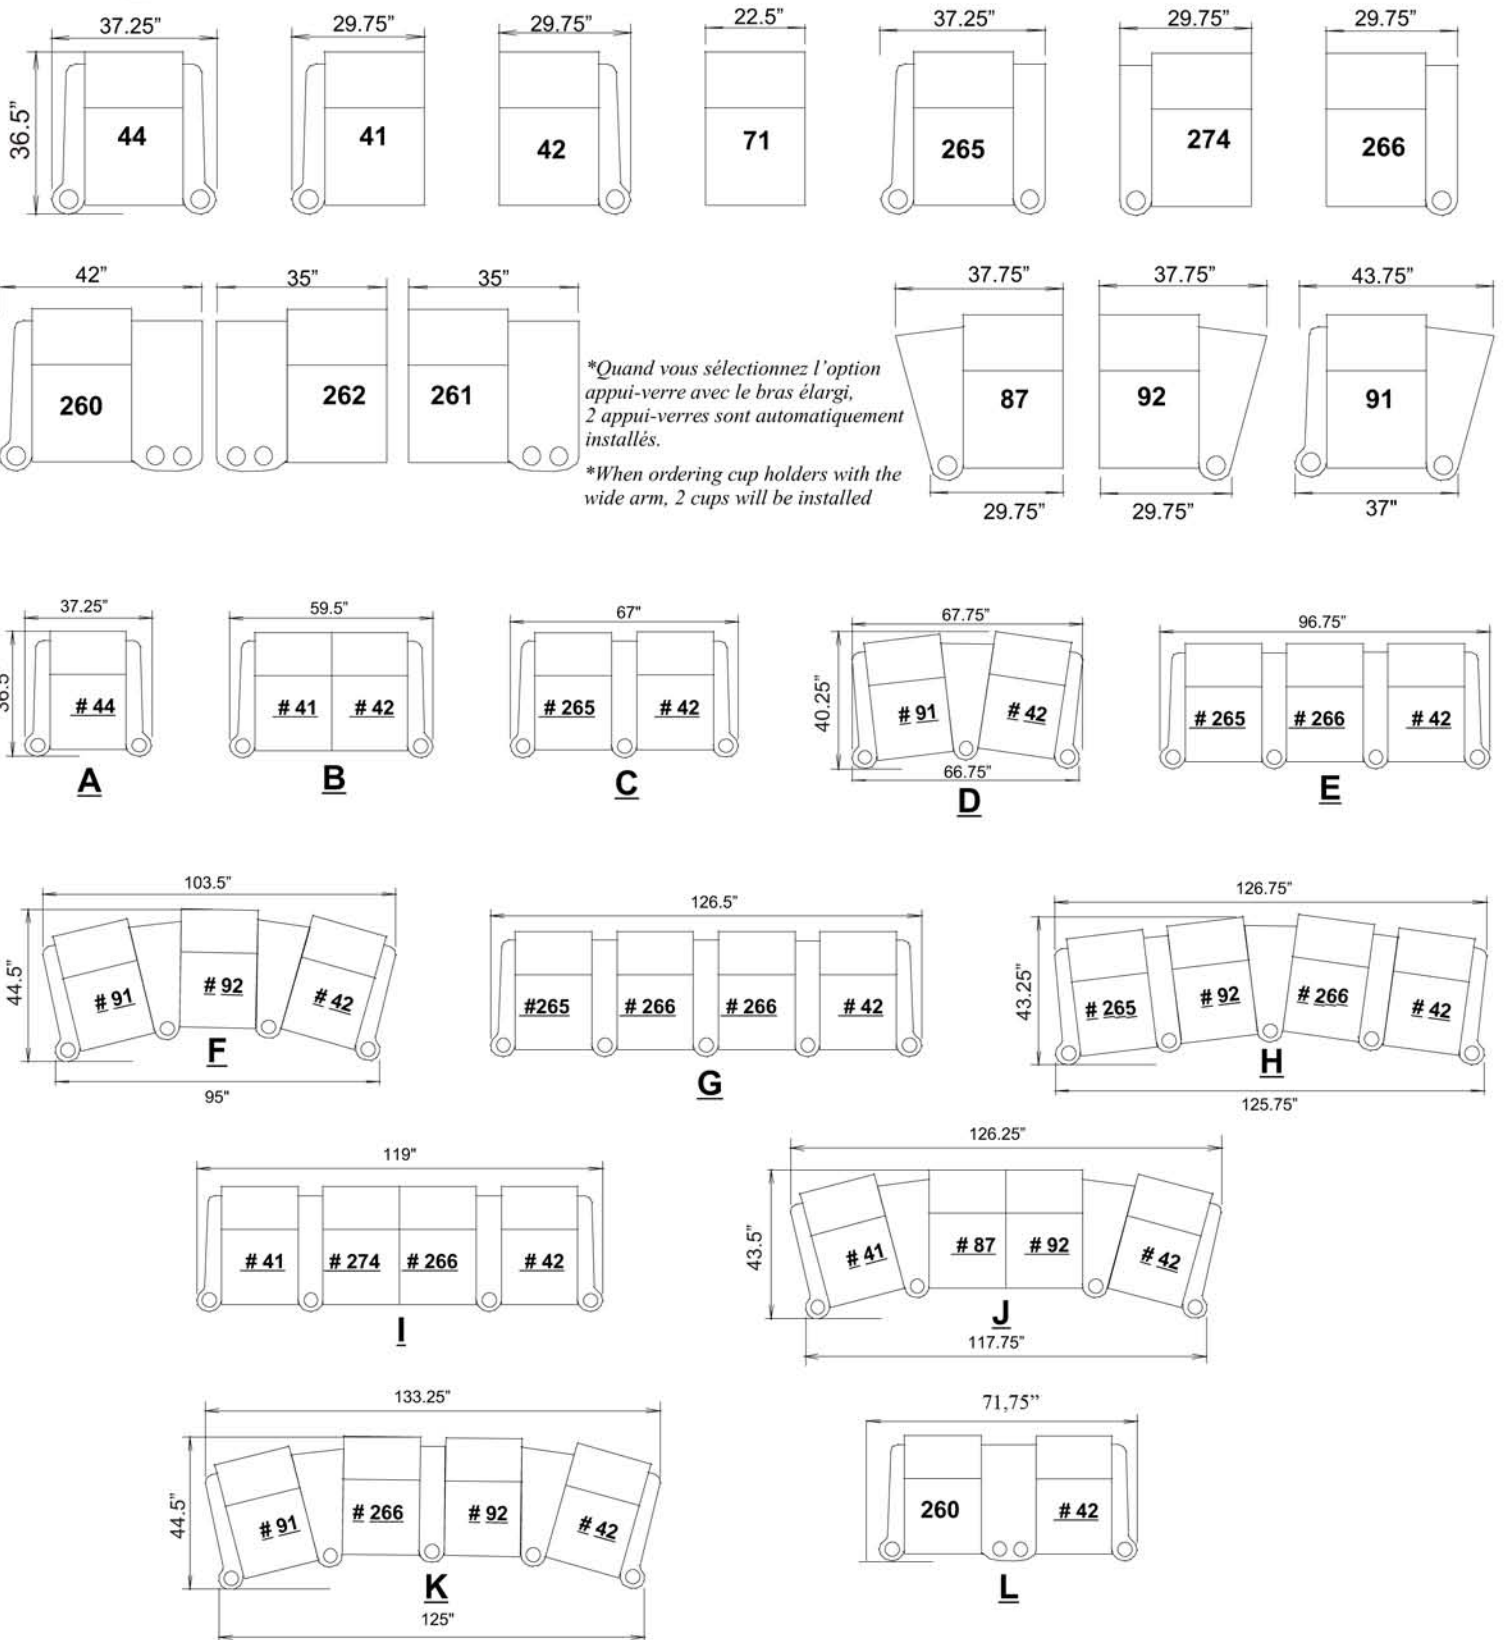 37.25” 29.75” 29.75” 22.5” 37.25” 29.75” 29.75”
36.5”
44 41 42 71 265 274 266
42” 35” 35” 37.75” 37.75” 43.75”
260 262 261 87 92 91
*Quand vous sélectionnez l’option
appui-verre avec le bras élargi,
2 appui-verres sont automatiquement
installés.
*When ordering cup holders with the
wide arm, 2 cups will be installed
29.75” 29.75” 37"
37.25” 59.5” 67” 67.75” 96.75”
36.5
40.25”
# 44 # 41 # 42 # 265 # 42 # 91 # 42 # 265 # 266 # 42
66.75”
A B C D E
103.5” 126.5” 126.75”
44.5” 43.25”
# 91 # 92 # 42 #265 # 266 # 266 # 42 # 265 # 92 # 266 # 42
F G H
95” 125.75”
119” 126.25”
43.5”
# 41 # 274 # 266 # 42 # 41 # 87 # 92 # 42
I J
117.75”
133.25” 71,75”
44.5”
# 91 # 266 # 92 # 42 260 # 42
K L
125"